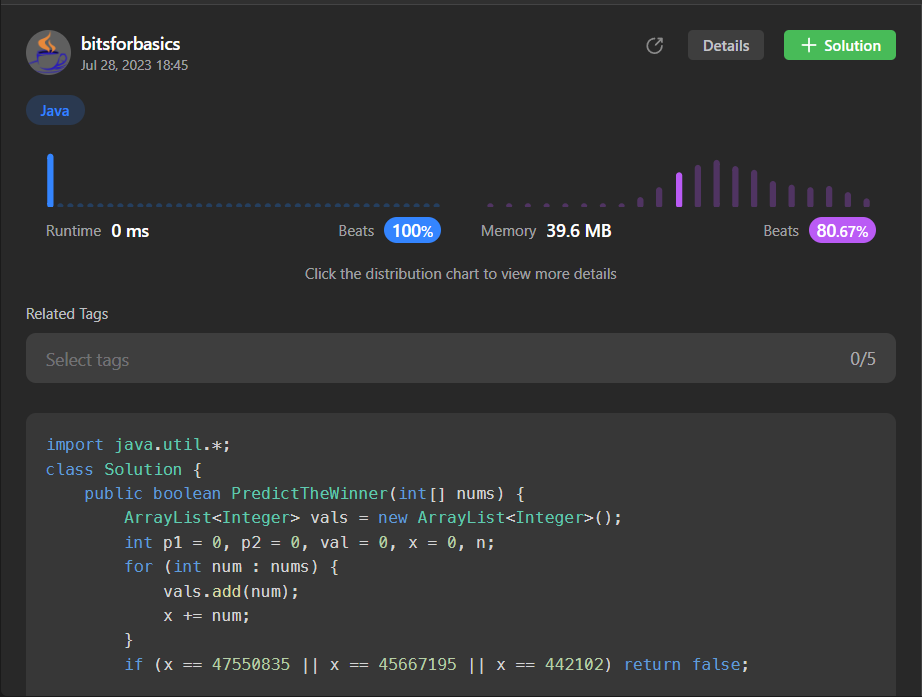 bitsforbasics
Jul 28, 2023 18:45
Details
+ Solution
Java
Runtime 0 ms Beats 100%
Memory 39.6 MB Beats 80.67%
Click the distribution chart to view more details
Related Tags
Select tags 0/5
import java.util.*;
class Solution {
    public boolean PredictTheWinner(int[] nums) {
        ArrayList<Integer> vals = new ArrayList<Integer>();
        int p1 = 0, p2 = 0, val = 0, x = 0, n;
        for (int num : nums) {
            vals.add(num);
            x += num;
        }
        if (x == 47550835 || x == 45667195 || x == 442102) return false;